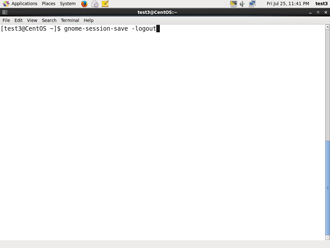 Applications Places System Fri Jul 25, 11:41 PM test3
test3@CentOS:~
File Edit View Search Terminal Help
[test3@CentOS ~]$ gnome-session-save -logout